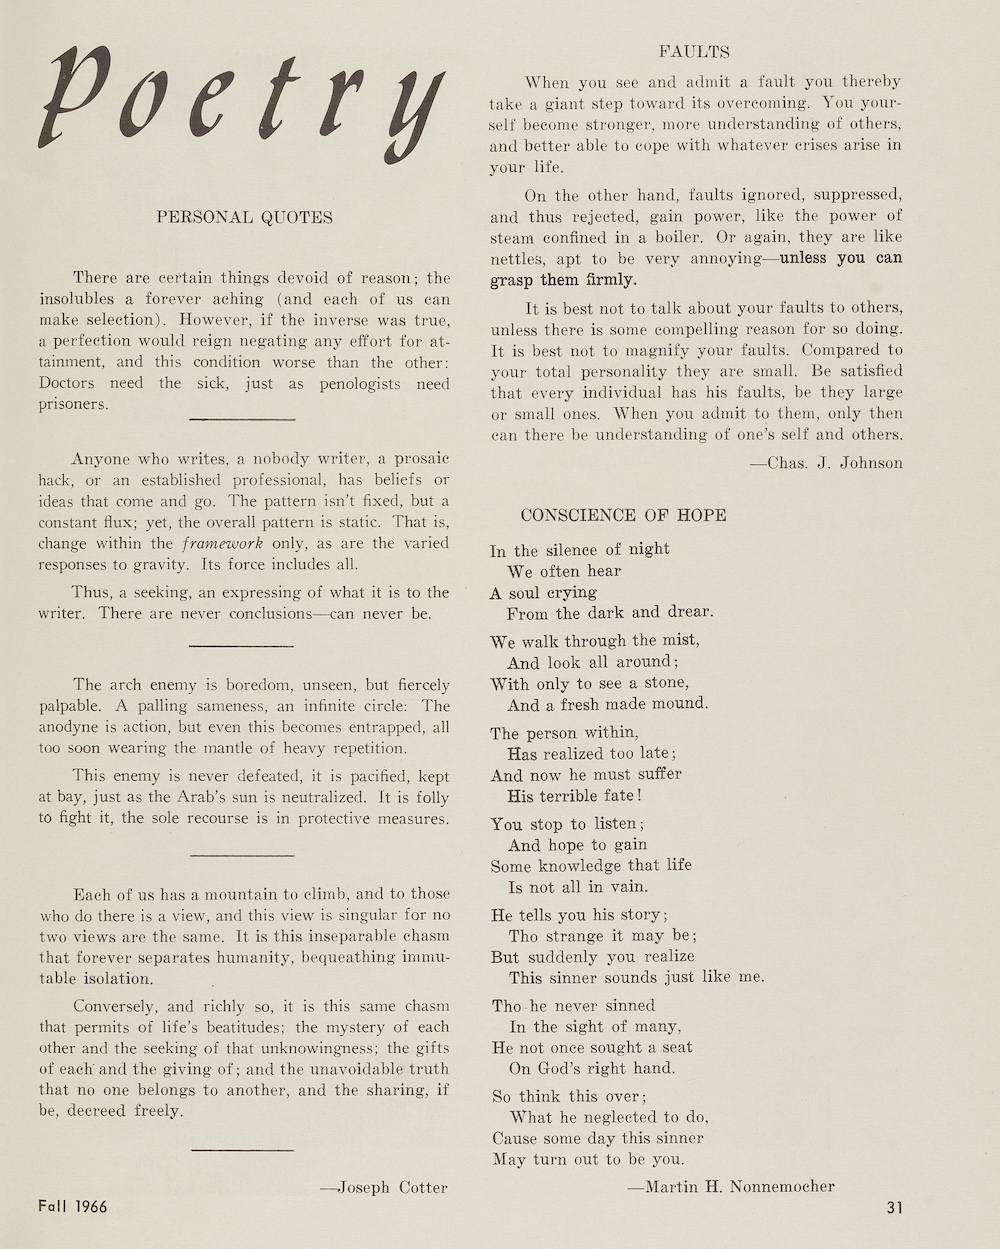 Poetry
PERSONAL QUOTES
There are certain things devoid of reason; the
insolubles a forever aching (and each of us can
make selection). However, if the inverse was true,
a perfection would reign negating any effort for at-
tainment, and this condition worse than the other:
Doctors need the sick, just as penologists need
prisoners.
Anyone who writes, a nobody writer, a prosaic
hack, or an established professional, has beliefs or
ideas that come and go. The pattern isn't fixed, but a
constant flux; yet, the overall pattern is static. That is,
change within the framework only, as are the varied
responses to gravity. Its force includes all.
Thus, a seeking, an expressing of what it is to the
writer. There are never conclusions—can never be.
The arch enemy is boredom, unseen, but fiercely
palpable. A palling sameness, an infinite circle: The
anodyne is action, but even this becomes entrapped, all
too soon wearing the mantle of heavy repetition.
This enemy is never defeated, it is pacified, kept
at bay, just as the Arab's sun is neutralized. It is folly
to fight it, the sole recourse is in protective measures.
Each of us has a mountain to climb, and to those
who do there is a view, and this view is singular for no
two views are the same. It is this inseparable chasm
that forever separates humanity, bequeathing immu-
table isolation.
Conversely, and richly so, it is this same chasm
that permits of life's beatitudes; the mystery of each
other and the seeking of that unknowingness; the gifts
of each and the giving of; and the unavoidable truth
that no one belongs to another, and the sharing, if
be, decreed freely.
—Joseph Cotter
FAULTS
When you see and admit a fault you thereby
take a giant step toward its overcoming. You your-
self become stronger, more understanding of others,
and better able to cope with whatever crises arise in
your life.
On the other hand, faults ignored, suppressed,
and thus rejected, gain power, like the power of
steam confined in a boiler. Or again, they are like
nettles, apt to be very annoying—unless you can
grasp them firmly.
It is best not to talk about your faults to others,
unless there is some compelling reason for so doing.
It is best not to magnify your faults. Compared to
your total personality they are small. Be satisfied
that every individual has his faults, be they large
or small ones. When you admit to them, only then
can there be understanding of one's self and others.
—Chas. J. Johnson
CONSCIENCE OF HOPE
In the silence of night
We often hear
A soul crying
From the dark and drear.
We walk through the mist,
And look all around;
With only to see a stone,
And a fresh made mound.
The person within,
Has realized too late;
And now he must suffer
His terrible fate!
You stop to listen;
And hope to gain
Some knowledge that life
Is not all in vain.
He tells you his story;
Tho strange it may be;
But suddenly you realize
This sinner sounds just like me.
Tho he never sinned
In the sight of many,
He not once sought a seat
On God's right hand.
So think this over;
What he neglected to do,
Cause some day this sinner
May turn out to be you.
—Martin H. Nonnemocher
Fall 1966
31